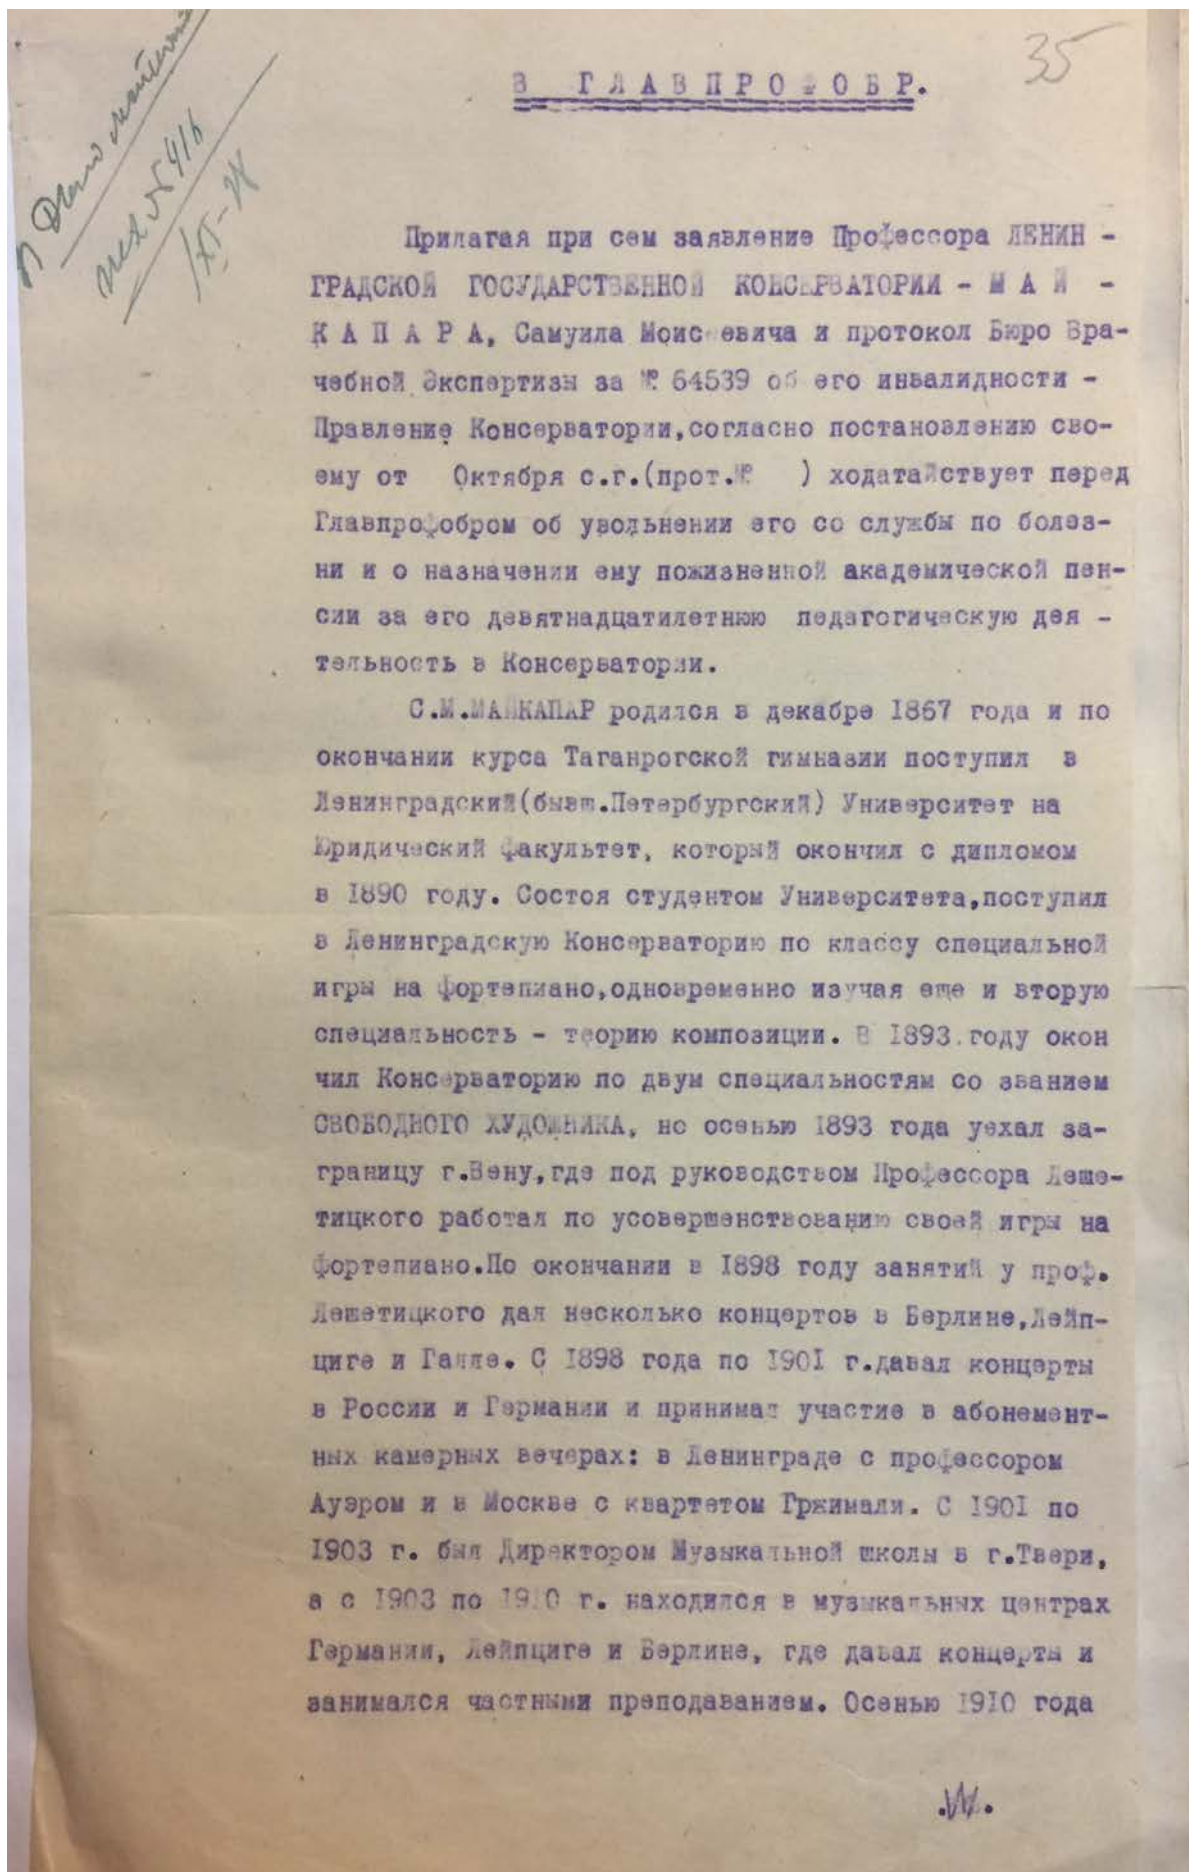 35
В ГЛАВПРОФОБР.
исх № 416
Прилагая при сем заявление Профессора ЛЕНИН -
ГРАДСКОЙ ГОСУДАРСТВЕННОЙ КОНСЕРВАТОРИИ - М А Й -
К А П А Р А, Самуила Моисеевича и протокол Бюро Вра-
чебной Экспертизы за № 64539 об его инвалидности -
Правление Консерватории,согласно постановлению сво-
ему от Октября с.г.(прот.№ ) ходатайствует перед
Главпрофобром об увольнении его со службы по болез-
ни и о назначении ему пожизненной академической пен-
сии за его девятнадцатилетнюю педагогическую дея -
тельность в Консерватории.
С.М.МАЙКАПАР родился в декабре 1867 года и по
окончании курса Таганрогской гимназии поступил в
Ленинградский(бывш.Петербургский) Университет на
Юридический факультет, который окончил с дипломом
в 1890 году. Состоя студентом Университета,поступил
в Ленинградскую Консерваторию по классу специальной
игры на фортепиано,одновременно изучая еще и вторую
специальность - теорию композиции. В 1893.году окон
чил Консерваторию по двум специальностям со званием
СВОБОДНОГО ХУДОЖНИКА, но осенью 1893 года уехал за-
границу г.Вену,где под руководством Профессора Леше-
тицкого работал по усовершенствованию своей игры на
фортепиано.По окончании в 1898 году занятий у проф.
Лешетицкого дал несколько концертов в Берлине,Лейп-
циге и Галле. С 1898 года по 1901 г.давал концерты
в России и Германии и принимал участие в абонемент-
ных камерных вечерах: в Ленинграде с профессором
Ауэром и в Москве с квартетом Гржимали. С 1901 по
1903 г. был Директором Музыкальной школы в г.Твери,
а с 1903 по 1910 г. находился в музыкальных центрах
Германии, Лейпциге и Берлине, где давал концерты и
занимался частными преподаванием. Осенью 1910 года